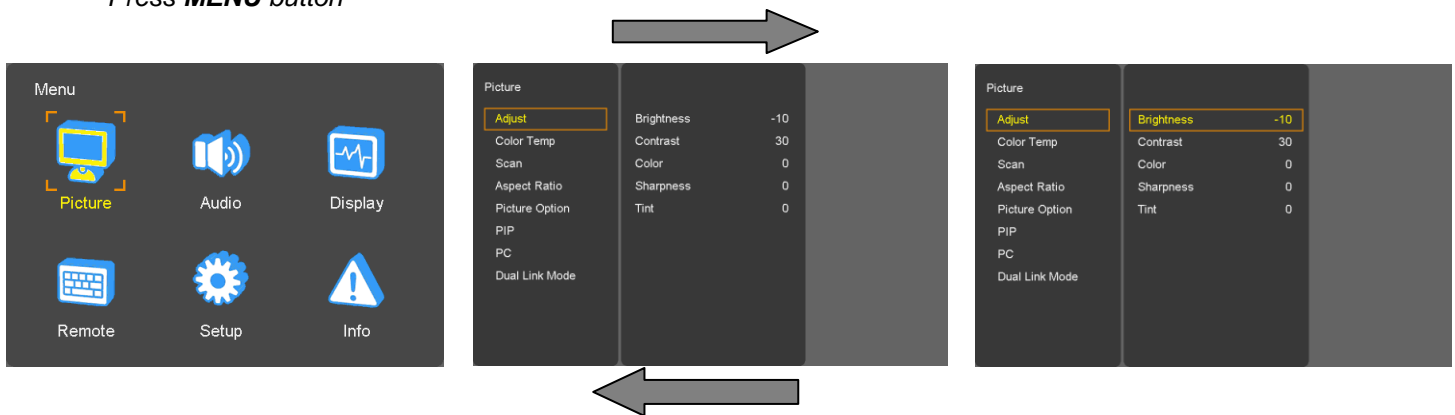 Press MENU button
Menu
Picture Audio Display
Remote Setup Info
Picture
Adjust Brightness -10
Color Temp Contrast 30
Scan Color 0
Aspect Ratio Sharpness 0
Picture Option Tint 0
PIP
PC
Dual Link Mode
Picture
Adjust Brightness -10
Color Temp Contrast 30
Scan Color 0
Aspect Ratio Sharpness 0
Picture Option Tint 0
PIP
PC
Dual Link Mode